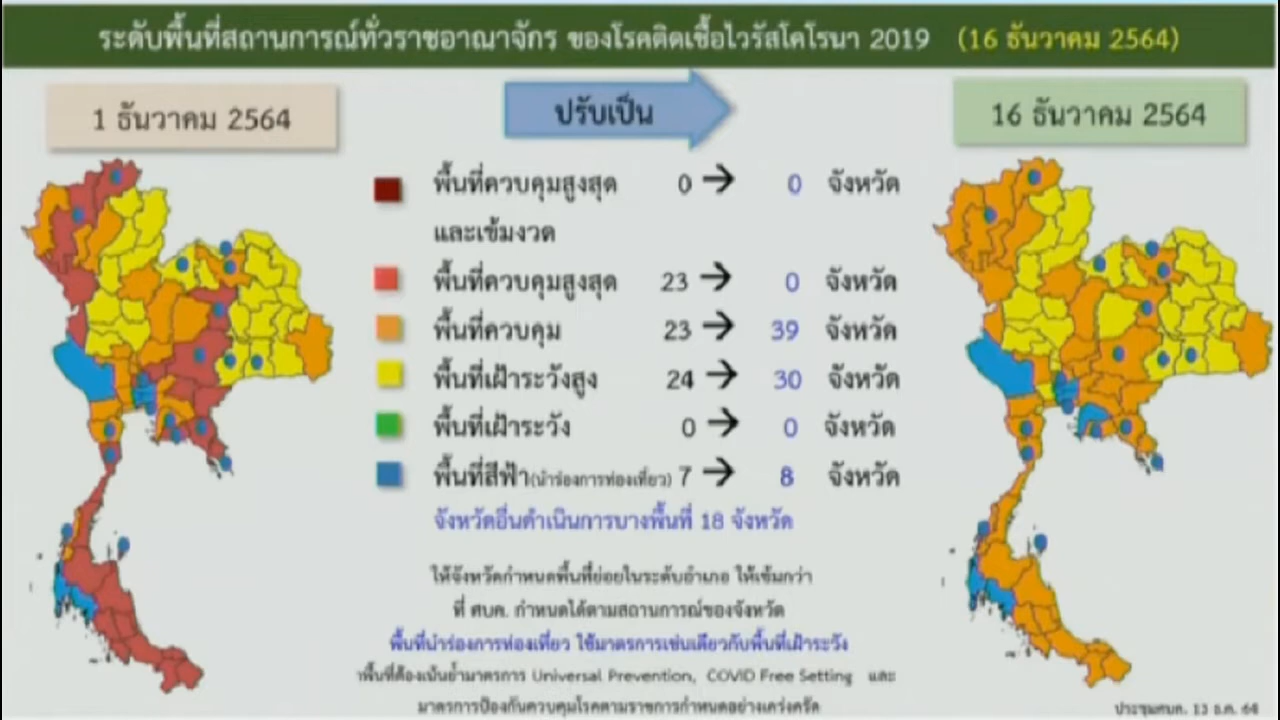 ระดับพื้นที่สถานการณ์ทั่วราชอาณาจักร ของโรคติดเชื้อไวรัสโคโรนา 2019 (16 ธันวาคม 2564)
1 ธันวาคม 2564
ปรับเป็น
16 ธันวาคม 2564
พื้นที่ควบคุมสูงสุด 0 → 0 จังหวัด
และเข้มงวด
พื้นที่ควบคุมสูงสุด 23 → 0 จังหวัด
พื้นที่ควบคุม 23 → 39 จังหวัด
พื้นที่เฝ้าระวังสูง 24 → 30 จังหวัด
พื้นที่เฝ้าระวัง 0 → 0 จังหวัด
พื้นที่สีฟ้า(นำร่องการท่องเที่ยว) 7 → 8 จังหวัด
จังหวัดอื่นดำเนินการบางพื้นที่ 18 จังหวัด
ให้จังหวัดกำหนดพื้นที่ย่อยในระดับอำเภอ ให้เข้มกว่า
ที่ ศบค. กำหนดได้ตามสถานการณ์ของจังหวัด
พื้นที่นำร่องการท่องเที่ยว ใช้มาตรการเช่นเดียวกับพื้นที่เฝ้าระวัง
พื้นที่ต้องเน้นย้ำมาตรการ Universal Prevention, COVID Free Setting และ
มาตรการป้องกันควบคุมโรคตามราชการกำหนดอย่างเคร่งครัด
ประชุมศบค. 13 ธ.ค. 64